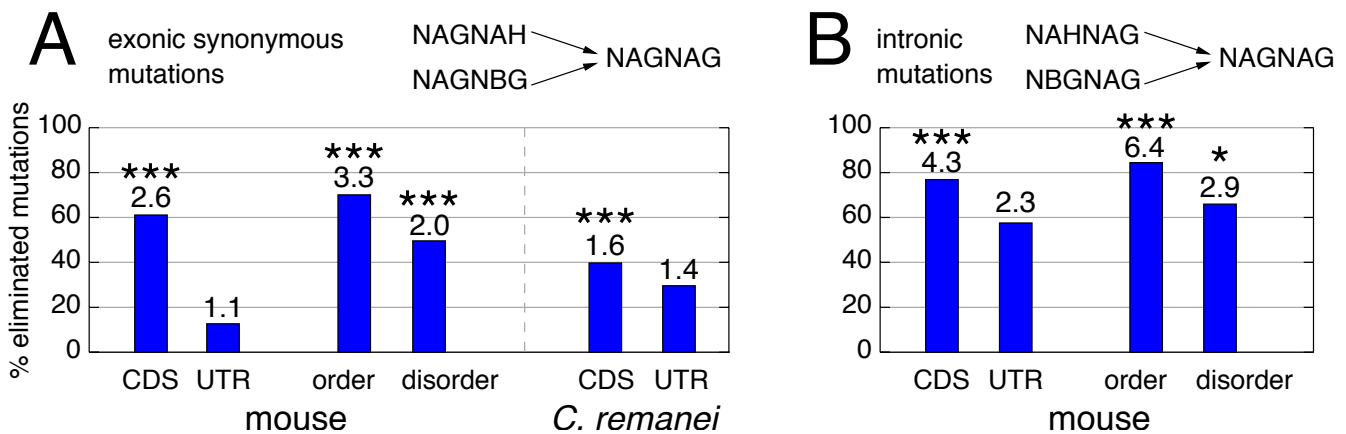 A
exonic synonymous
mutations
NAGNAH
NAGNBG
NAGNAG
% eliminated mutations
100
80
60
40
20
0
***
2.6
1.1
***
3.3
***
2.0
***
1.6
1.4
CDS UTR order disorder CDS UTR
mouse C. remanei
B
intronic
mutations
NAHNAG
NBGNAG
NAGNAG
100
80
60
40
20
0
***
4.3
2.3
***
6.4
*
2.9
CDS UTR order disorder
mouse